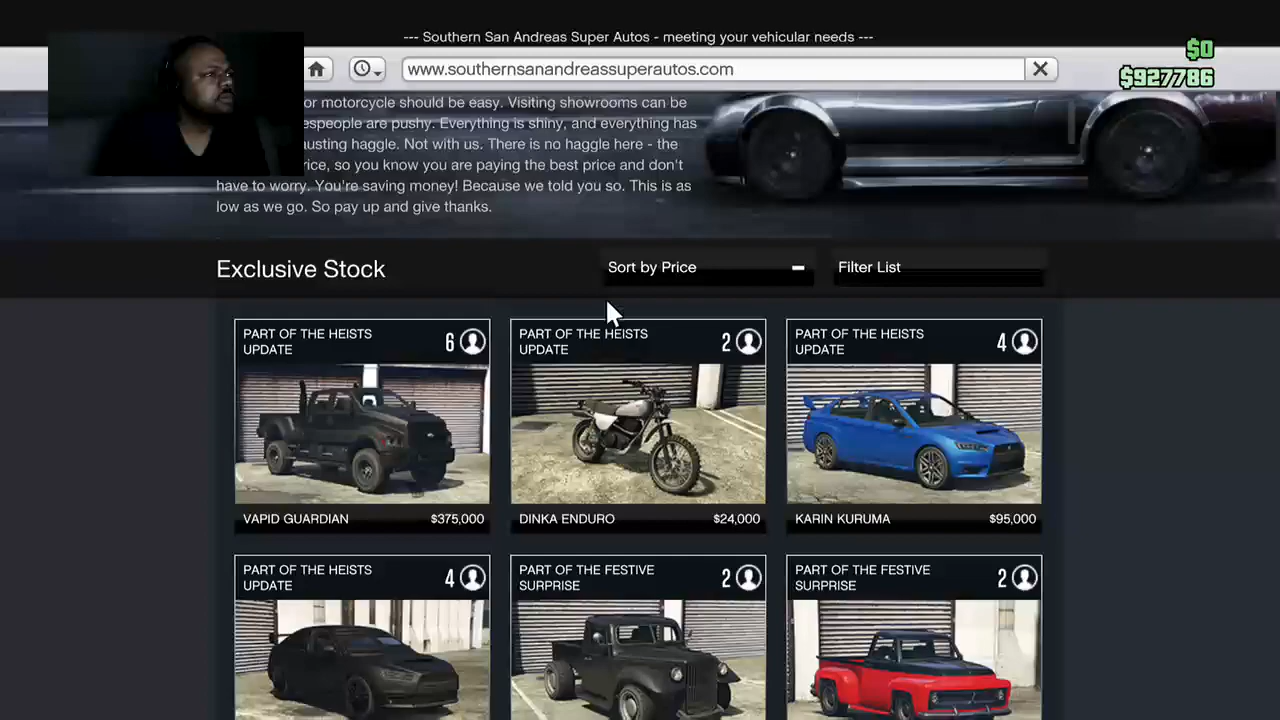 --- Southern San Andreas Super Autos - meeting your vehicular needs ---
$0
www.southernsanandreassuperautos.com
$927786
or motorcycle should be easy. Visiting showrooms can be
espeople are pushy. Everything is shiny, and everything has
austing haggle. Not with us. There is no haggle here - the
rice, so you know you are paying the best price and don't
have to worry. You're saving money! Because we told you so. This is as
low as we go. So pay up and give thanks.
Exclusive Stock
Sort by Price
Filter List
PART OF THE HEISTS
UPDATE
6
PART OF THE HEISTS
UPDATE
2
PART OF THE HEISTS
UPDATE
4
VAPID GUARDIAN $375,000
DINKA ENDURO $24,000
KARIN KURUMA $95,000
PART OF THE HEISTS
UPDATE
4
PART OF THE FESTIVE
SURPRISE
2
PART OF THE FESTIVE
SURPRISE
2